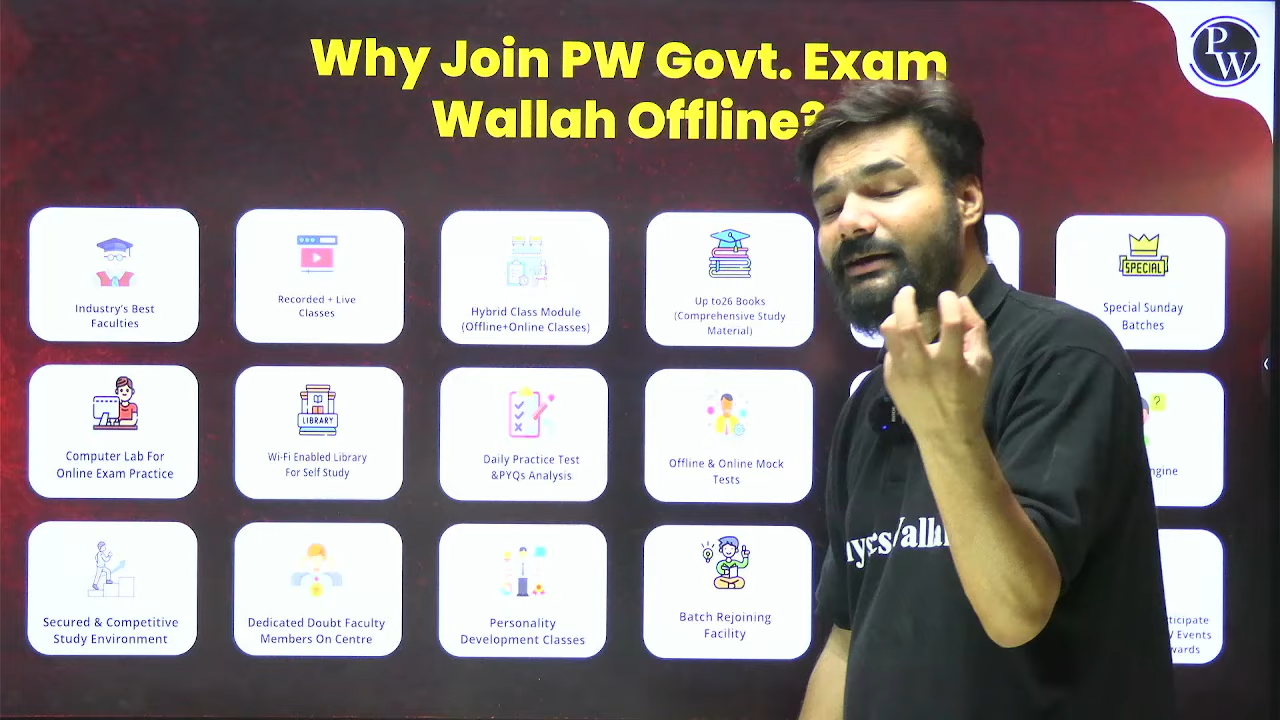 Why Join PW Govt. Exam
Wallah Offline?
PW
Industry's Best
Faculties
Recorded + Live
Classes
Hybrid Class Module
(Offline+Online Classes)
Up to26 Books
(Comprehensive Study
Material)
SPECIAL
Special Sunday
Batches
Computer Lab For
Online Exam Practice
LIBRARY
Wi-Fi Enabled Library
For Self Study
Daily Practice Test
&PYQs Analysis
Offline & Online Mock
Tests
Secured & Competitive
Study Environment
Dedicated Doubt Faculty
Members On Centre
Personality
Development Classes
Batch Rejoining
Facility
Events